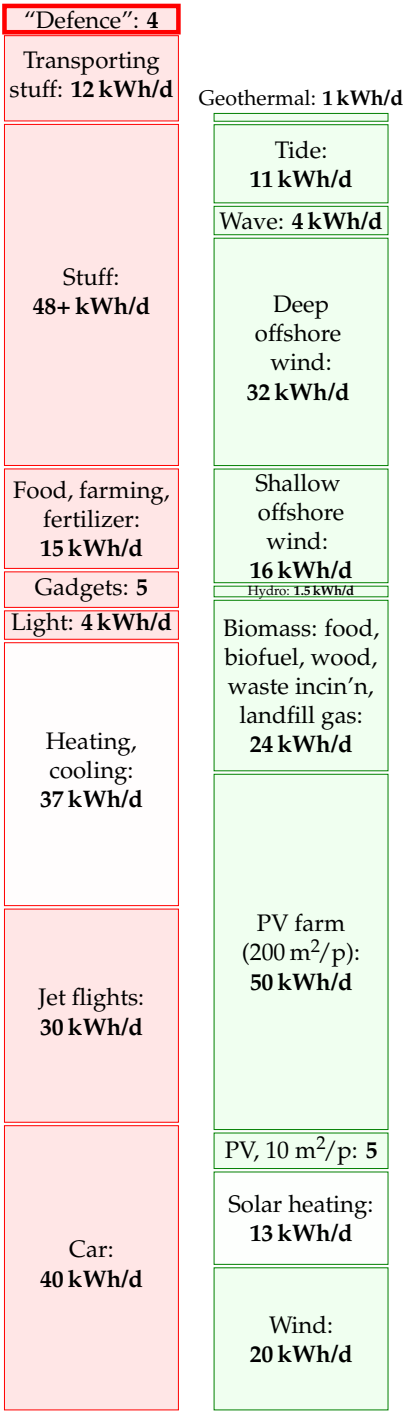 “Defence”: 4
Transporting
stuff: 12 kWh/d
Stuff:
48+ kWh/d
Food, farming,
fertilizer:
15 kWh/d
Gadgets: 5
Light: 4 kWh/d
Heating,
cooling:
37 kWh/d
Jet flights:
30 kWh/d
Car:
40 kWh/d
Geothermal: 1 kWh/d
Tide:
11 kWh/d
Wave: 4 kWh/d
Deep
offshore
wind:
32 kWh/d
Shallow
offshore
wind:
16 kWh/d
Hydro: 1.5 kWh/d
Biomass: food,
biofuel, wood,
waste incin’n,
landfill gas:
24 kWh/d
PV farm
(200 m²/p):
50 kWh/d
PV, 10 m²/p: 5
Solar heating:
13 kWh/d
Wind:
20 kWh/d